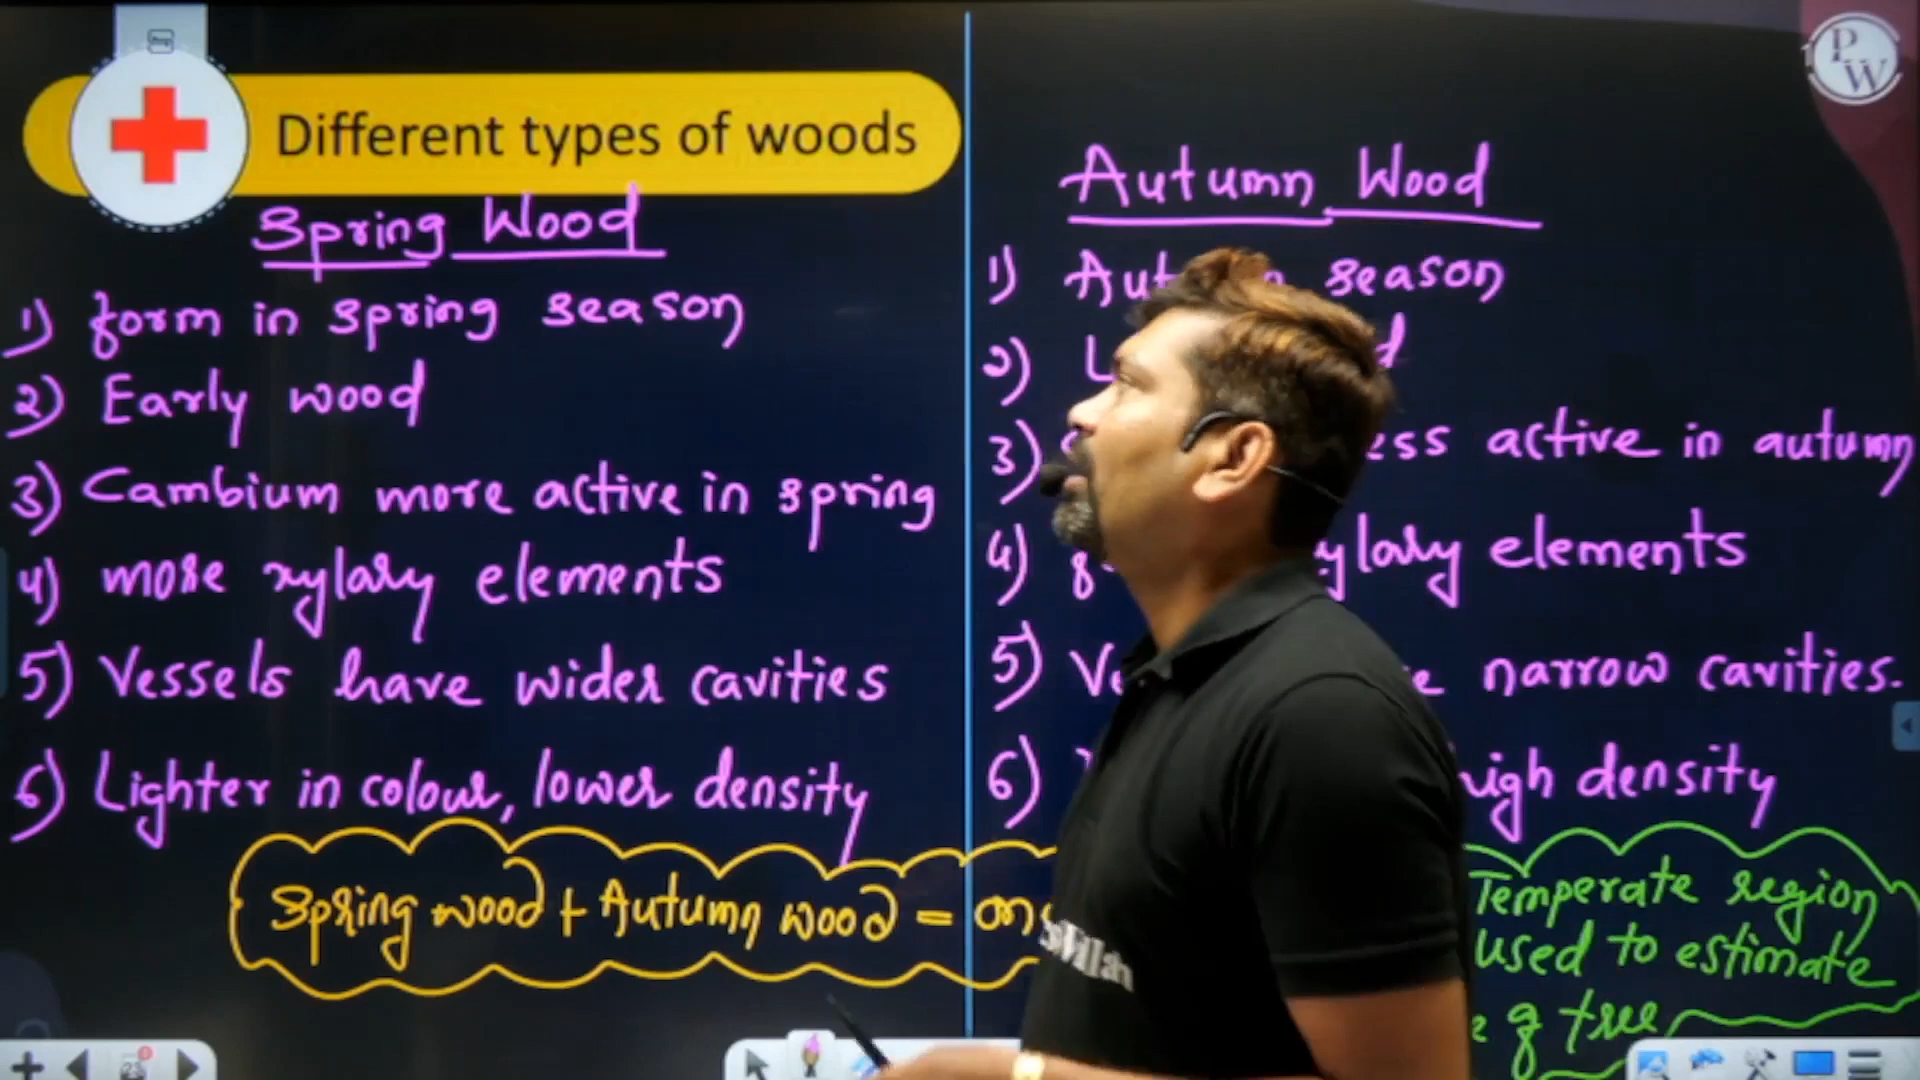 Different types of woods
Spring Wood
1) form in spring season
2) Early wood
3) Cambium more active in spring
4) more xylary elements
5) Vessels have wider cavities
6) Lighter in colour, lower density
Spring wood + Autumn wood =
Autumn Wood
1) season
2)
3) active in autumn
4) elements
5) narrow cavities.
6) density
Temperate region
used to estimate
of tree
PW
23